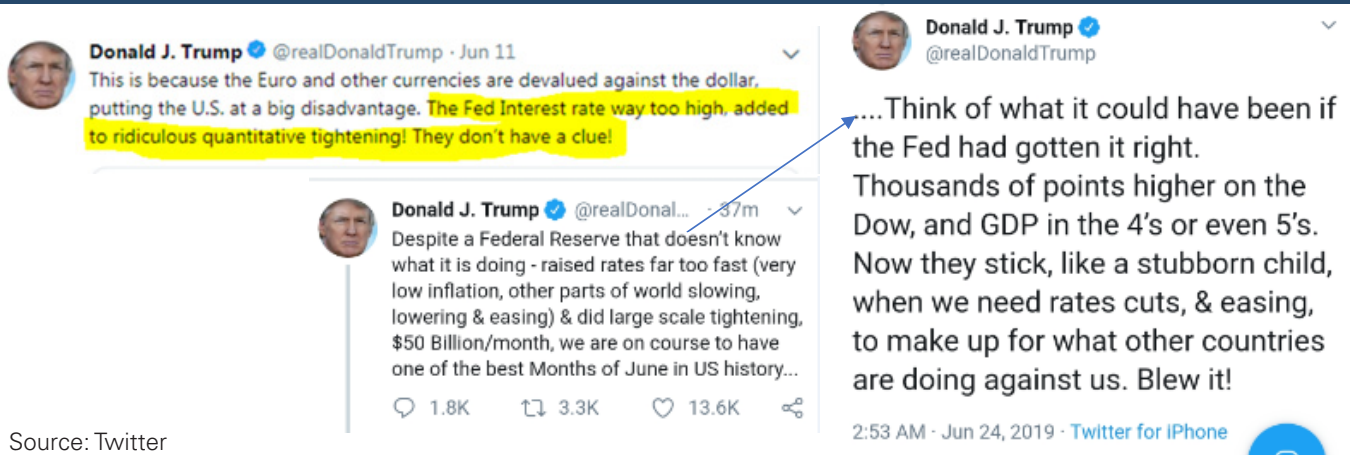 Donald J. Trump @realDonaldTrump · Jun 11
This is because the Euro and other currencies are devalued against the dollar,
putting the U.S. at a big disadvantage. The Fed Interest rate way too high, added
to ridiculous quantitative tightening! They don't have a clue!
Donald J. Trump @realDonal... · 37m
Despite a Federal Reserve that doesn't know
what it is doing - raised rates far too fast (very
low inflation, other parts of world slowing,
lowering & easing) & did large scale tightening,
$50 Billion/month, we are on course to have
one of the best Months of June in US history...
1.8K 3.3K 13.6K
Source: Twitter
Donald J. Trump
@realDonaldTrump
....Think of what it could have been if
the Fed had gotten it right.
Thousands of points higher on the
Dow, and GDP in the 4's or even 5's.
Now they stick, like a stubborn child,
when we need rates cuts, & easing,
to make up for what other countries
are doing against us. Blew it!
2:53 AM · Jun 24, 2019 · Twitter for iPhone